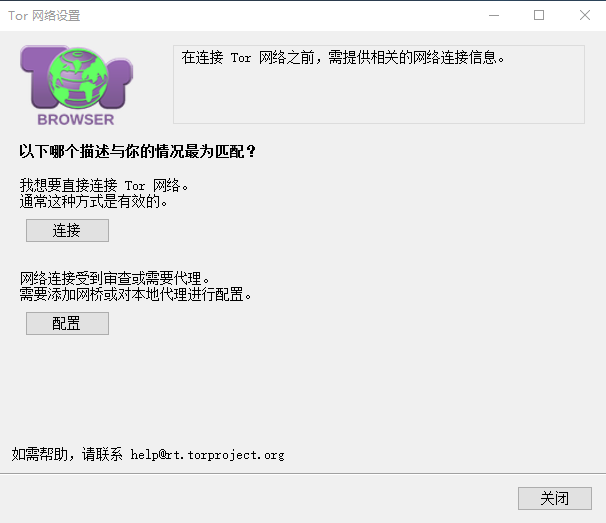 Tor 网络设置
Tor
BROWSER
在连接 Tor 网络之前，需提供相关的网络连接信息。
以下哪个描述与你的情况最为匹配？
我想要直接连接 Tor 网络。
通常这种方式是有效的。
连接
网络连接受到审查或需要代理。
需要添加网桥或对本地代理进行配置。
配置
如需帮助，请联系 help@rt.torproject.org
关闭